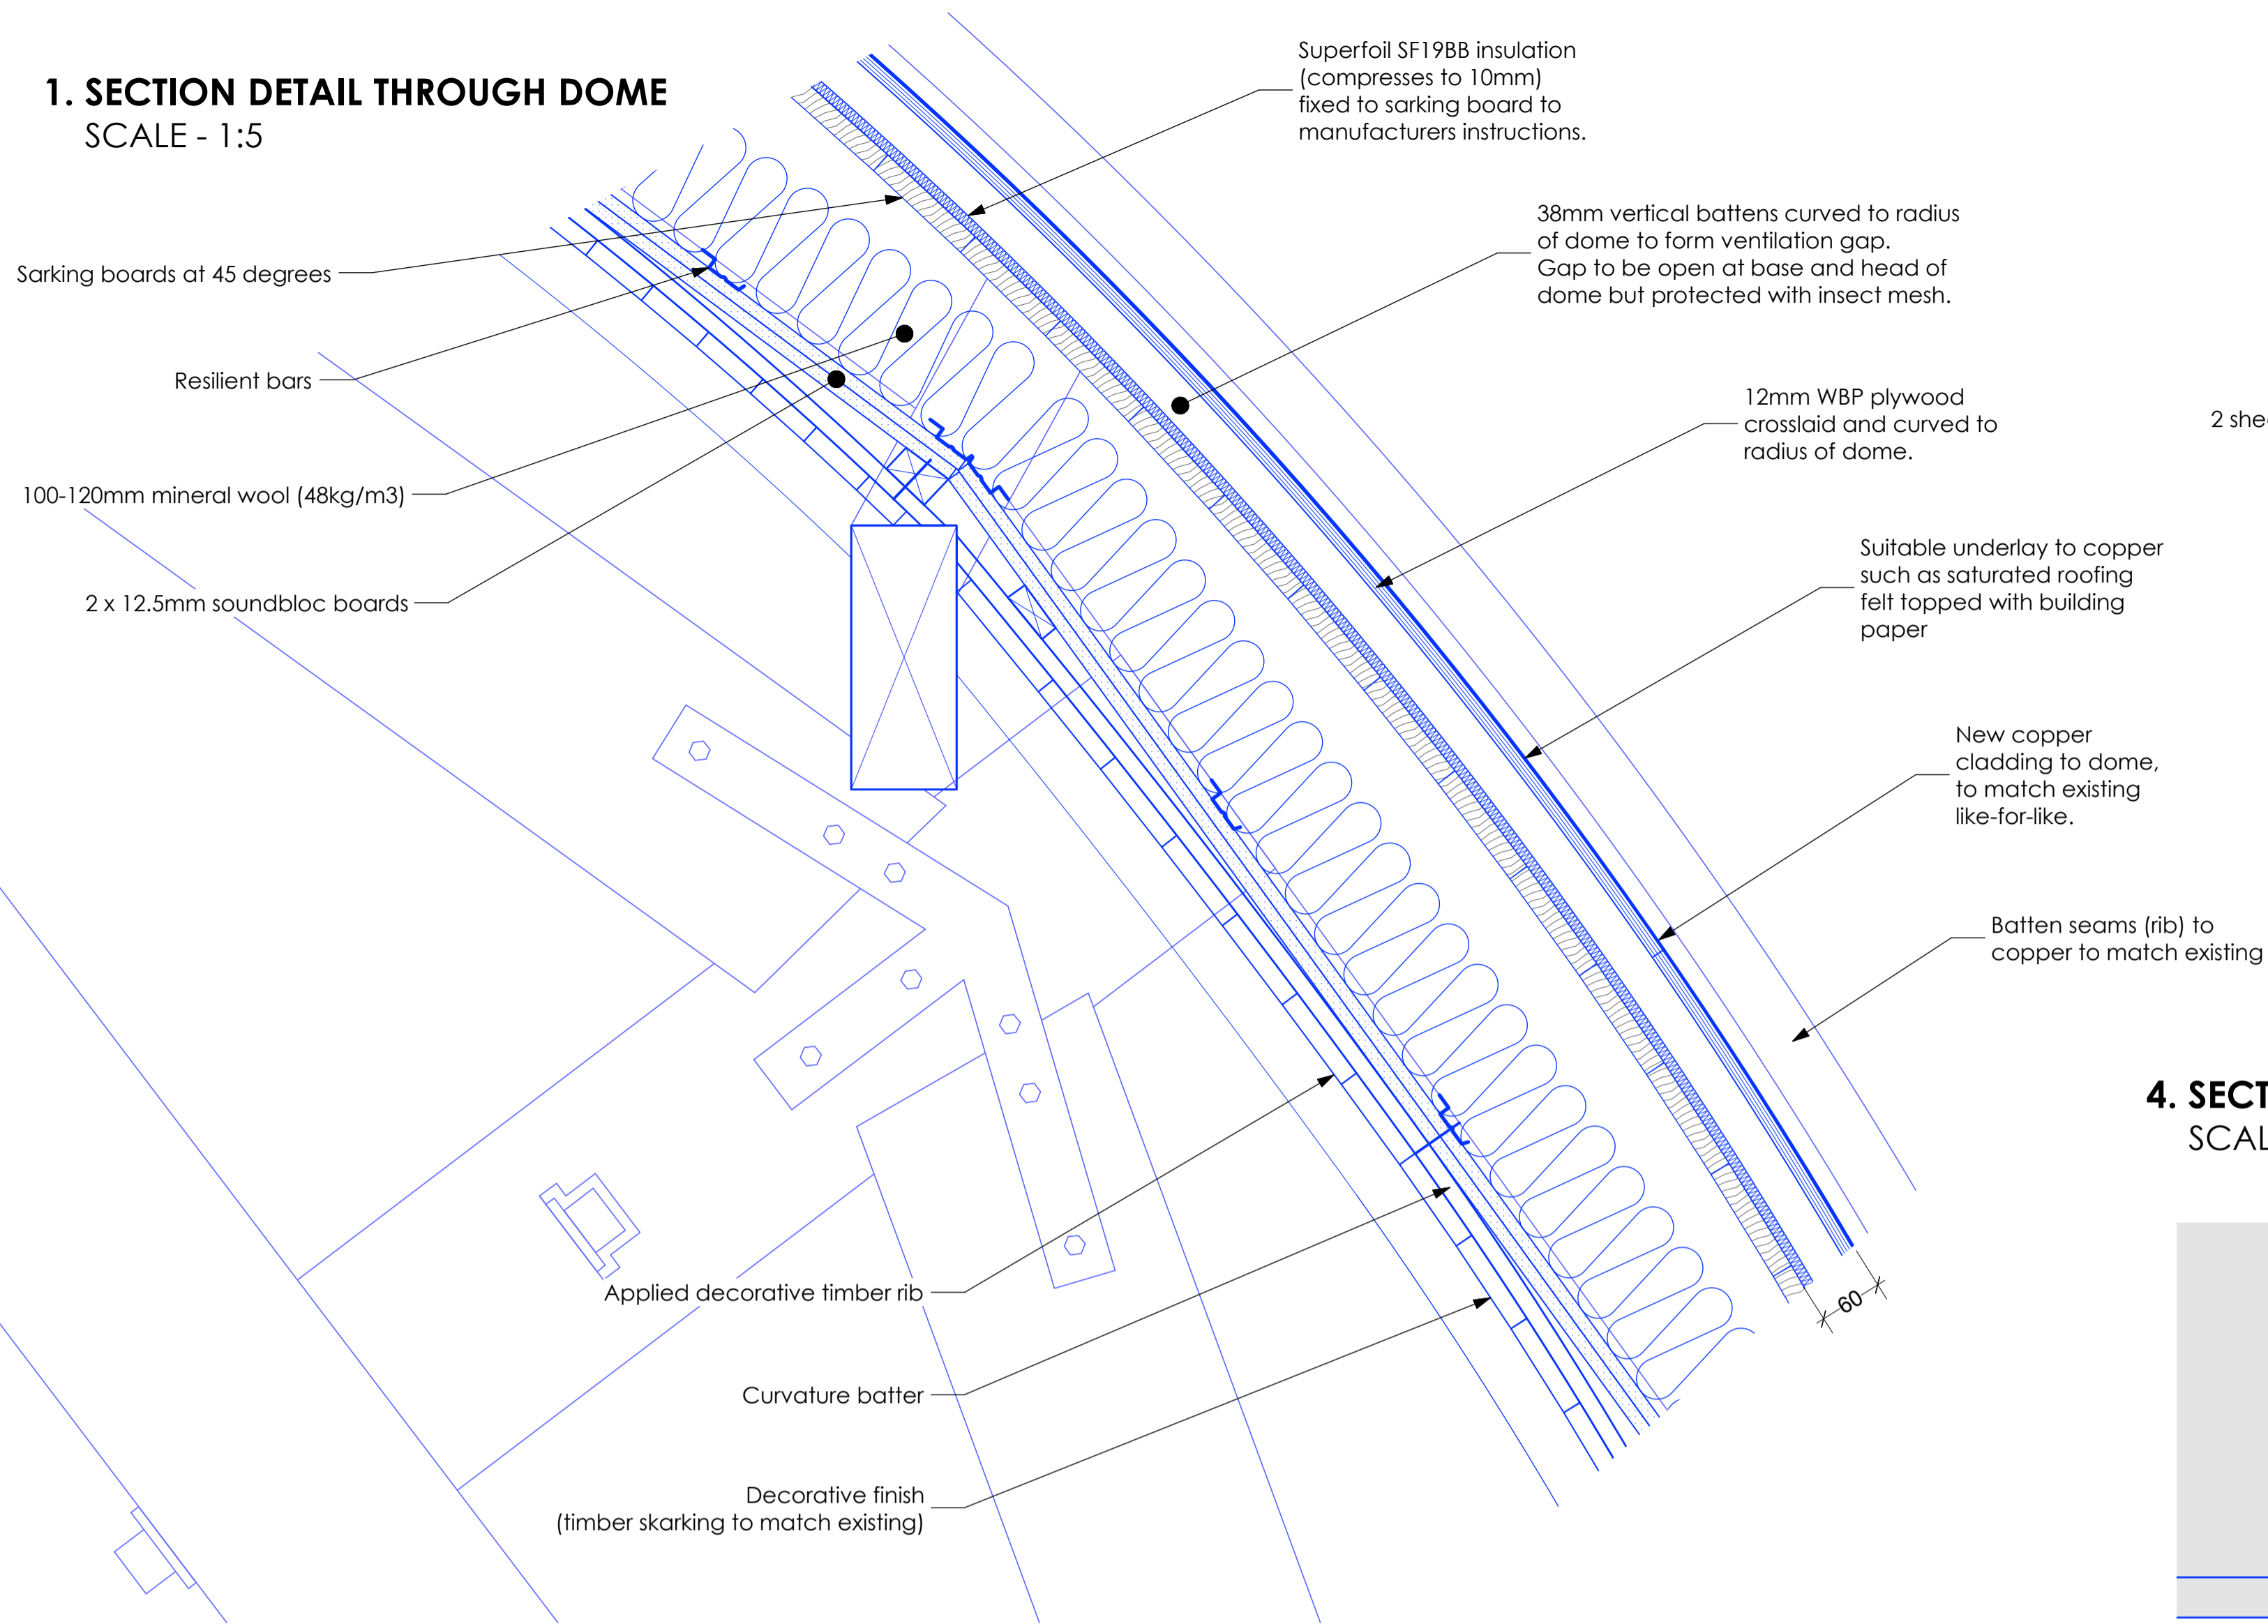 1. SECTION DETAIL THROUGH DOME
SCALE - 1:5
Superfoil SF19BB insulation
(compresses to 10mm)
fixed to sarking board to
manufacturers instructions.
38mm vertical battens curved to radius
of dome to form ventilation gap.
Gap to be open at base and head of
dome but protected with insect mesh.
12mm WBP plywood
crosslaid and curved to
radius of dome.
Suitable underlay to copper
such as saturated roofing
felt topped with building
paper
New copper
cladding to dome,
to match existing
like-for-like.
Batten seams (rib) to
copper to match existing
Sarking boards at 45 degrees
Resilient bars
100-120mm mineral wool (48kg/m3)
2 x 12.5mm soundbloc boards
Applied decorative timber rib
Curvature batter
Decorative finish
(timber skarking to match existing)
60
2
4.